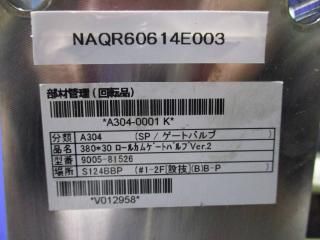 NAQR60614E003
部材管理(回転品)
*A304-0001 K*
分類 A304 (SP/ゲートバルブ)
品名 380*30 ロールカムゲートバルブVer.2
型番 9005-81526
場所 S124BBP (#1-2F[設技](B)B-P)
*V012958*